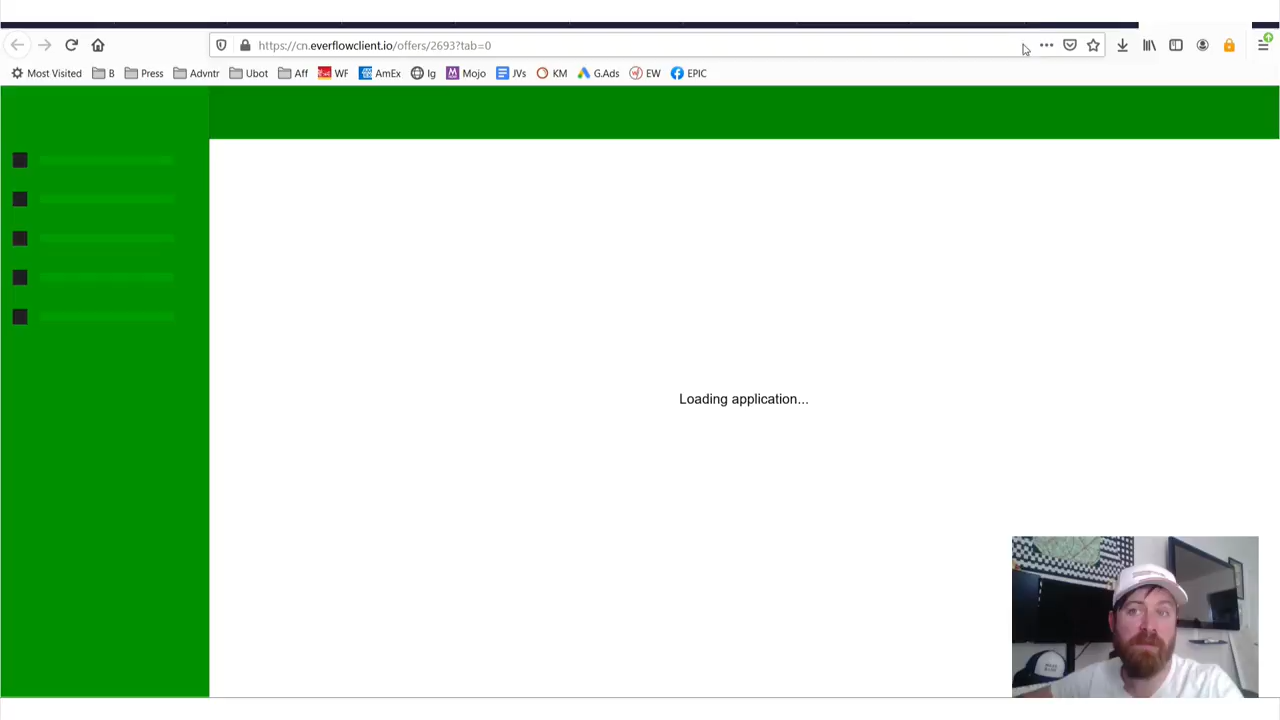 https://cn.everflowclient.io/offers/2693?tab=0
Most Visited B Press Advntr Ubot Aff WF AmEx Ig Mojo JVs KM G.Ads EW EPIC
Loading application...